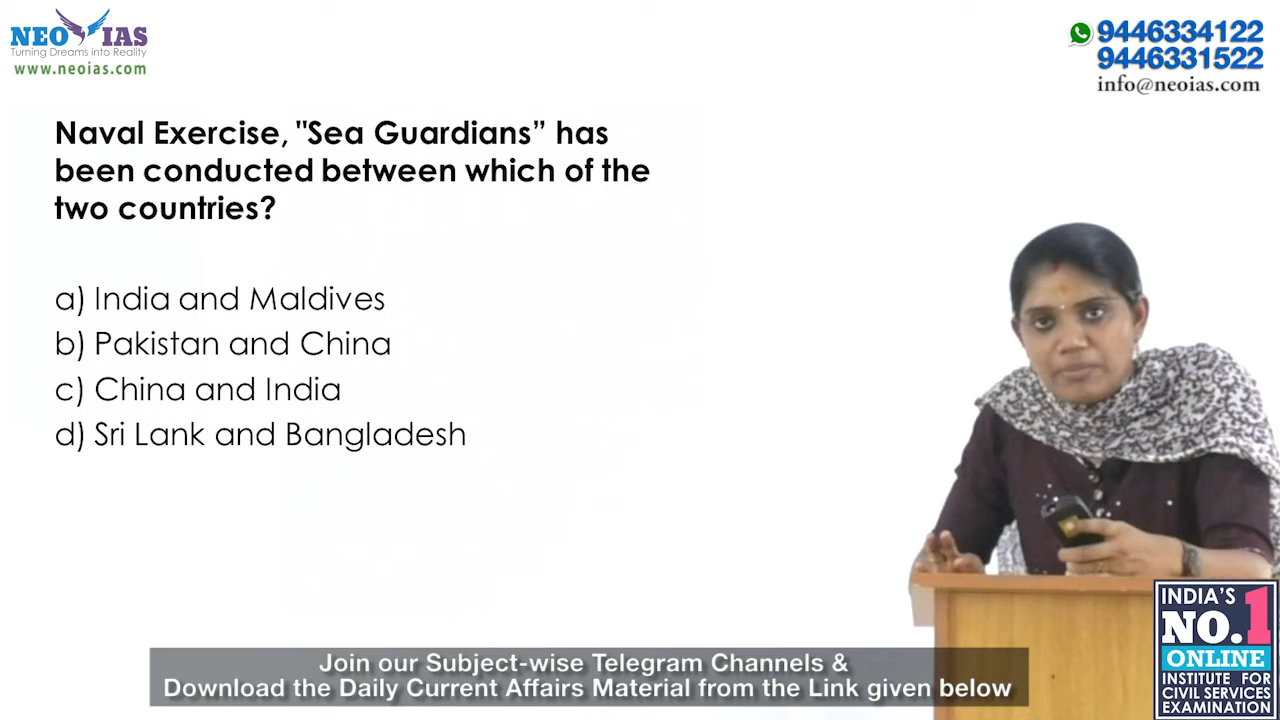 NEO IAS
Turning Dreams into Reality
www.neoias.com
9446334122
9446331522
info@neoias.com
Naval Exercise, "Sea Guardians” has
been conducted between which of the
two countries?
a) India and Maldives
b) Pakistan and China
c) China and India
d) Sri Lank and Bangladesh
INDIA'S
NO.1
ONLINE
INSTITUTE FOR
CIVIL SERVICES
EXAMINATION
Join our Subject-wise Telegram Channels &
Download the Daily Current Affairs Material from the Link given below